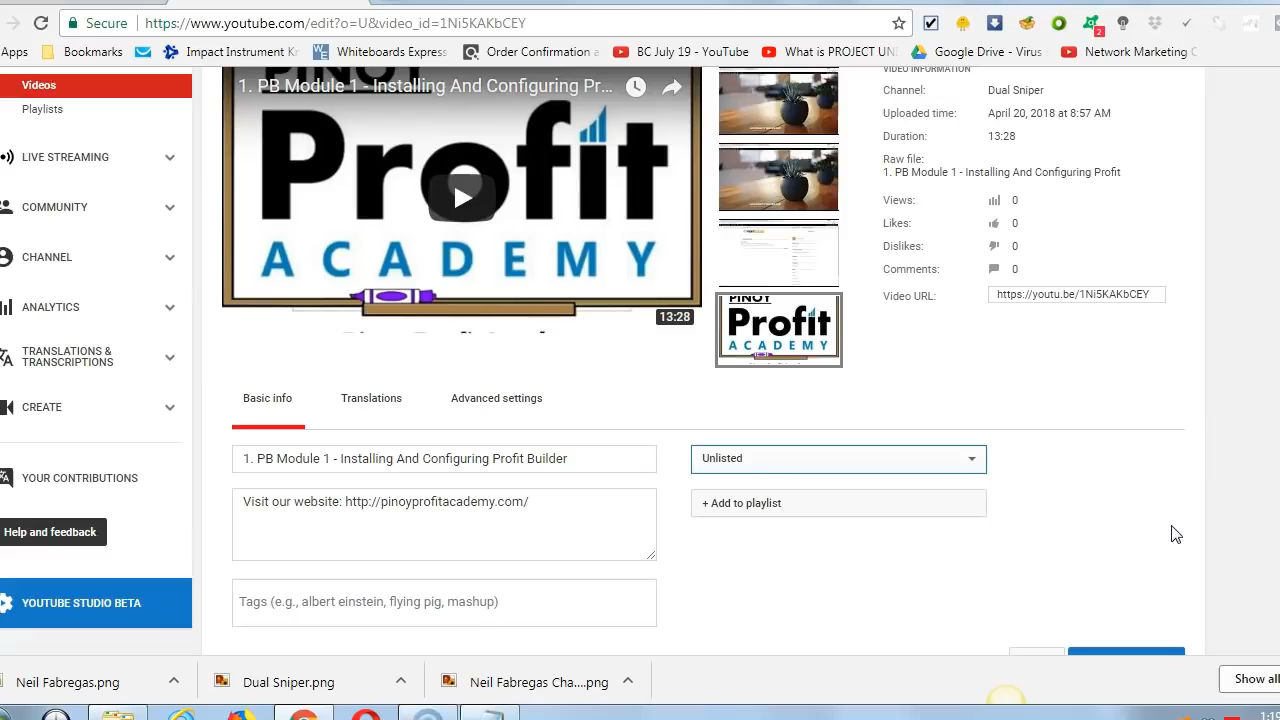 Secure https://www.youtube.com/edit?o=U&video_id=1Ni5KAKbCEY
2
Apps Bookmarks Impact Instrument Kr Whiteboards Express Order Confirmation a BC July 19 - YouTube What is PROJECT UNI Google Drive - Virus Network Marketing C
Videos
Playlists
LIVE STREAMING
COMMUNITY
CHANNEL
ANALYTICS
TRANSLATIONS &
TRANSCRIPTIONS
CREATE
YOUR CONTRIBUTIONS
Help and feedback
YOUTUBE STUDIO BETA
PINOY
1. PB Module 1 - Installing And Configuring Pr...
Profit
ACADEMY
13:28
PINOY
Profit
ACADEMY
VIDEO INFORMATION
Channel: Dual Sniper
Uploaded time: April 20, 2018 at 8:57 AM
Duration: 13:28
Raw file:
1. PB Module 1 - Installing And Configuring Profit
Views: 0
Likes: 0
Dislikes: 0
Comments: 0
Video URL: https://youtu.be/1Ni5KAKbCEY
Basic info Translations Advanced settings
1. PB Module 1 - Installing And Configuring Profit Builder
Unlisted
Visit our website: http://pinoyprofitacademy.com/
+ Add to playlist
Tags (e.g., albert einstein, flying pig, mashup)
Neil Fabregas.png Dual Sniper.png Neil Fabregas Cha....png Show all